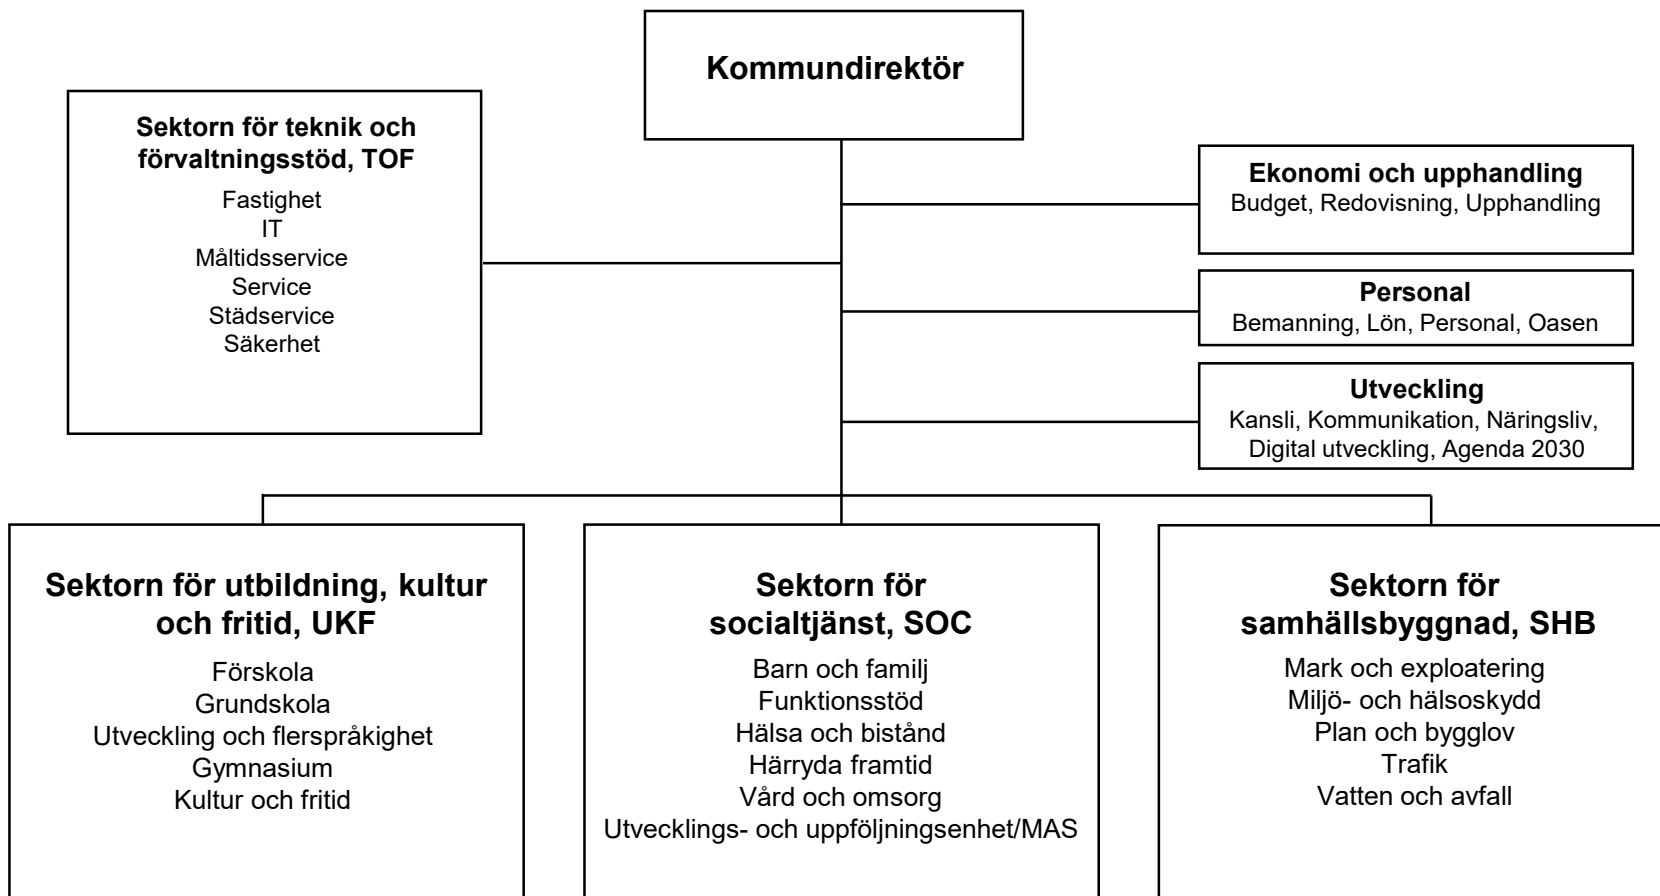 Kommundirektör
Sektorn för teknik och
förvaltningsstöd, TOF
Fastighet
IT
Måltidsservice
Service
Städservice
Säkerhet
Ekonomi och upphandling
Budget, Redovisning, Upphandling
Personal
Bemanning, Lön, Personal, Oasen
Utveckling
Kansli, Kommunikation, Näringsliv,
Digital utveckling, Agenda 2030
Sektorn för utbildning, kultur
och fritid, UKF
Förskola
Grundskola
Utveckling och flerspråkighet
Gymnasium
Kultur och fritid
Sektorn för
socialtjänst, SOC
Barn och familj
Funktionsstöd
Hälsa och bistånd
Härryda framtid
Vård och omsorg
Utvecklings- och uppföljningsenhet/MAS
Sektorn för
samhällsbyggnad, SHB
Mark och exploatering
Miljö- och hälsoskydd
Plan och bygglov
Trafik
Vatten och avfall